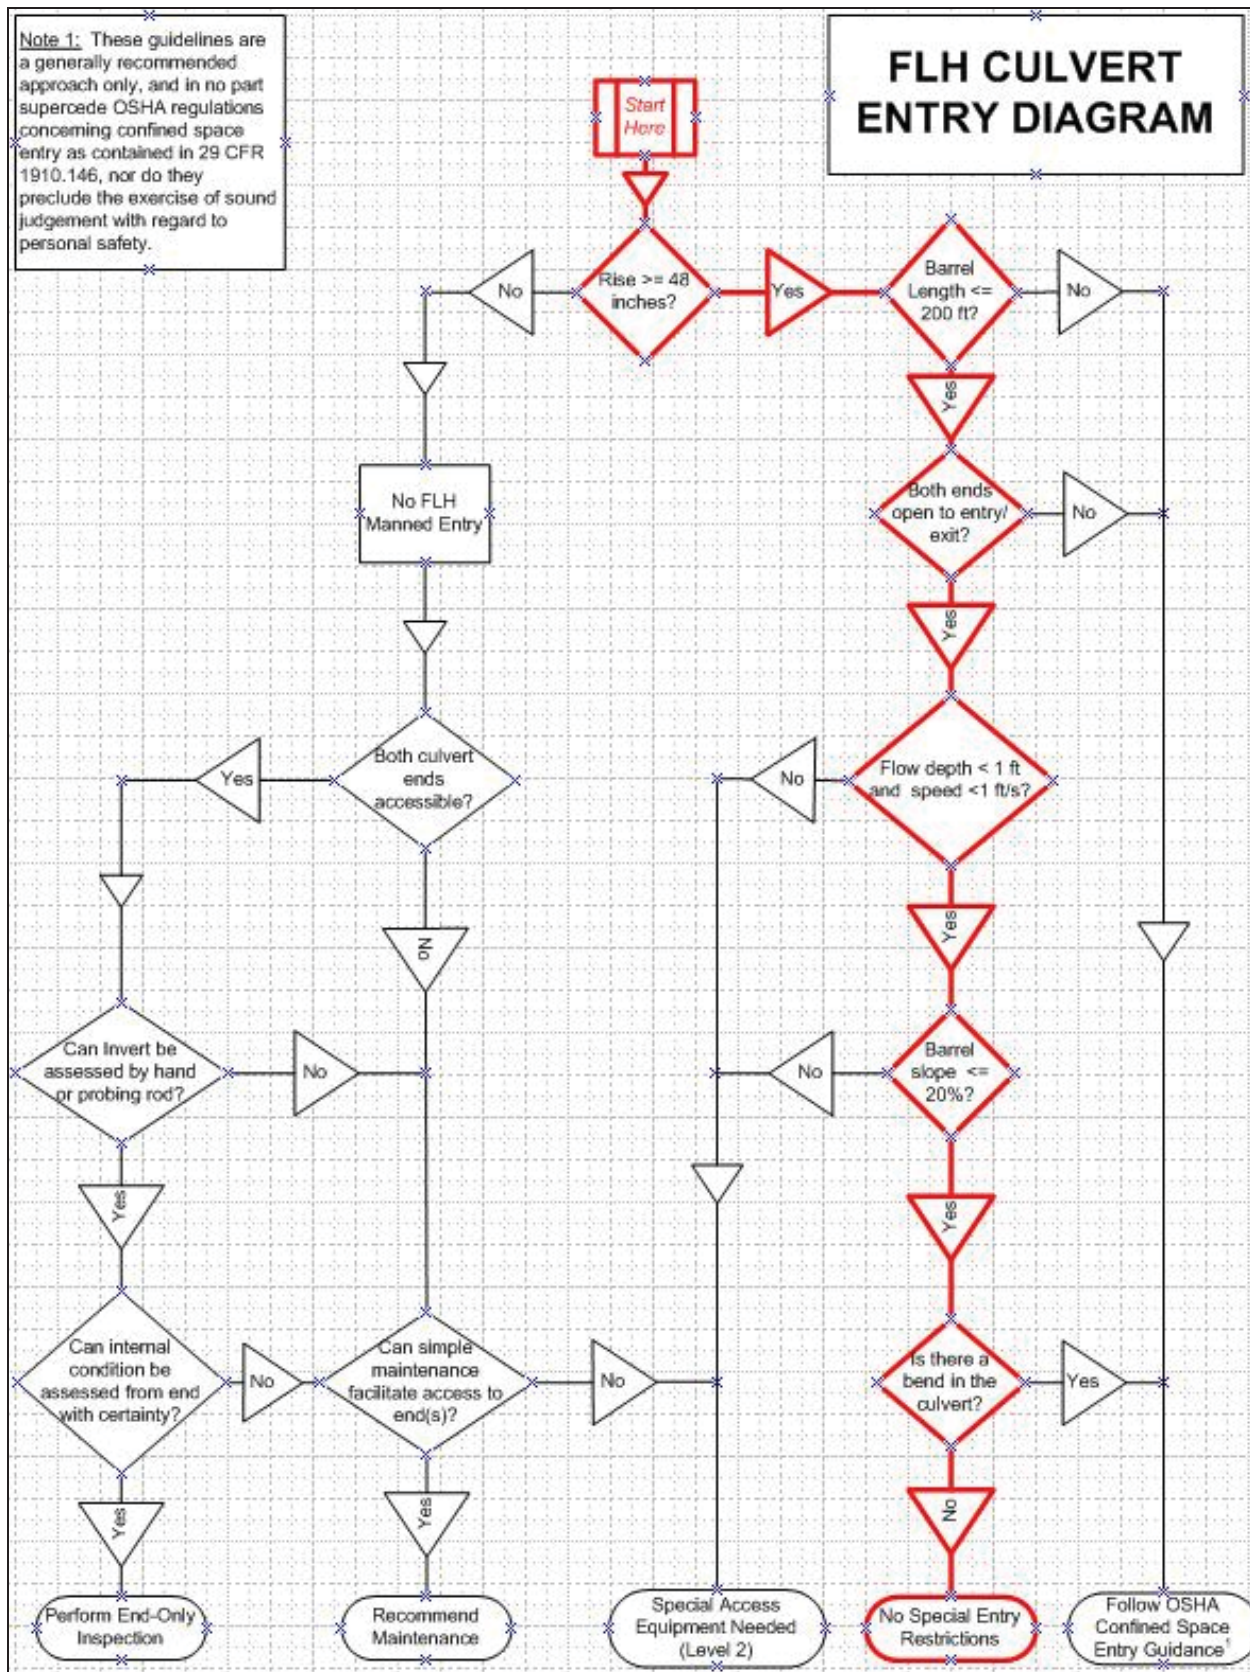 Note 1: These guidelines are
a generally recommended
approach only, and in no part
supercede OSHA regulations
concerning confined space
entry as contained in 29 CFR
1910.146, nor do they
preclude the exercise of sound
judgement with regard to
personal safety.
FLH CULVERT
ENTRY DIAGRAM
Start
Here
No
Rise >= 48
inches?
Yes
Barrel
Length <=
200 ft?
No
Yes
No FLH
Manned Entry
Both ends
open to entry/
exit?
No
Yes
Yes
Both culvert
ends
accessible?
No
Flow depth < 1 ft
and speed <1 ft/s?
No
Yes
Can Invert be
assessed by hand
or probing rod?
No
No
Barrel
slope <=
20%?
Yes
Yes
Can internal
condition be
assessed from end
with certainty?
No
Can simple
maintenance
facilitate access to
end(s)?
No
Is there a
bend in the
culvert?
Yes
Yes
Yes
No
Perform End-Only
Inspection
Recommend
Maintenance
Special Access
Equipment Needed
(Level 2)
No Special Entry
Restrictions
Follow OSHA
Confined Space
Entry Guidance¹